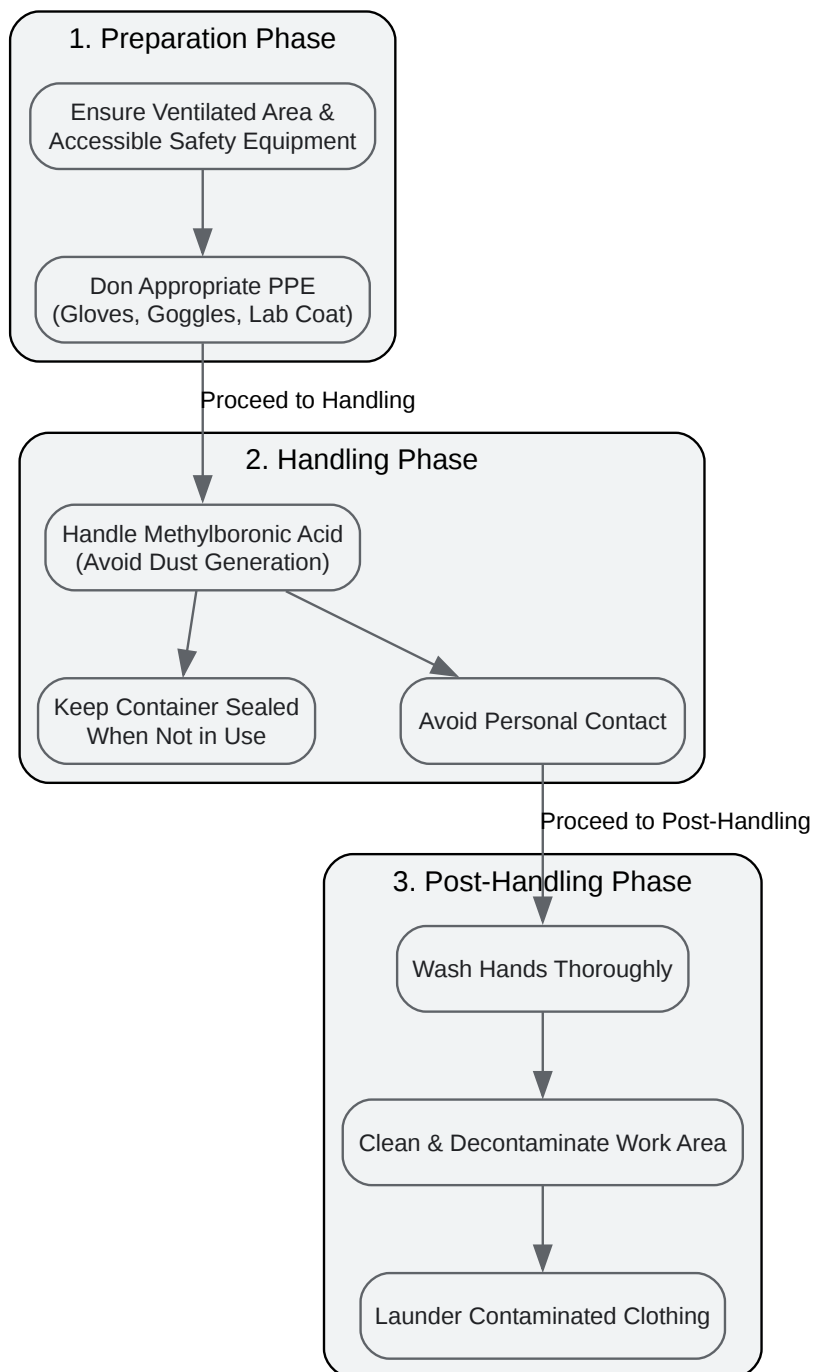 1. Preparation Phase
Ensure Ventilated Area &
Accessible Safety Equipment
Don Appropriate PPE
(Gloves, Goggles, Lab Coat)
Proceed to Handling
2. Handling Phase
Handle Methylboronic Acid
(Avoid Dust Generation)
Keep Container Sealed
When Not in Use
Avoid Personal Contact
Proceed to Post-Handling
3. Post-Handling Phase
Wash Hands Thoroughly
Clean & Decontaminate Work Area
Launder Contaminated Clothing